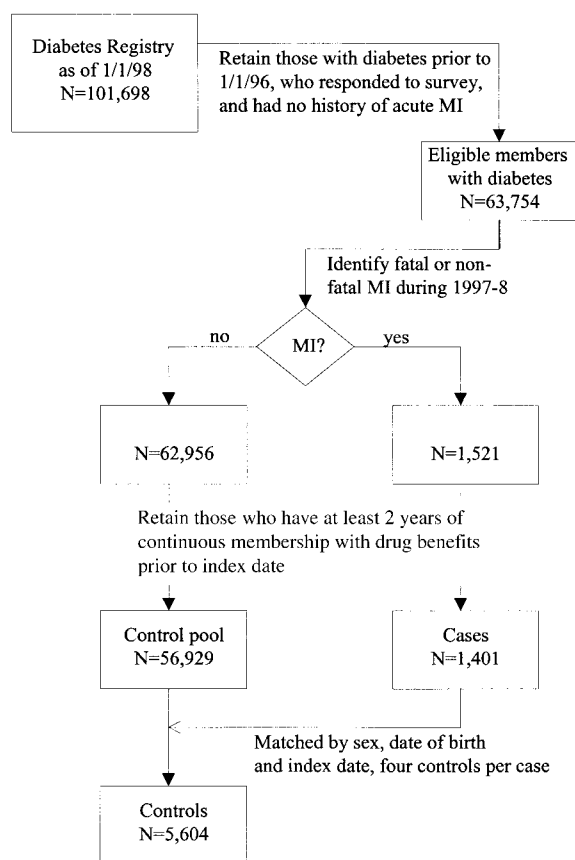 Diabetes Registry
as of 1/1/98
N=101,698
Retain those with diabetes prior to
1/1/96, who responded to survey,
and had no history of acute MI
Eligible members
with diabetes
N=63,754
Identify fatal or non-
fatal MI during 1997-8
no
MI?
yes
N=62,956
N=1,521
Retain those who have at least 2 years of
continuous membership with drug benefits
prior to index date
Control pool
N=56,929
Cases
N=1,401
Matched by sex, date of birth
and index date, four controls per case
Controls
N=5,604